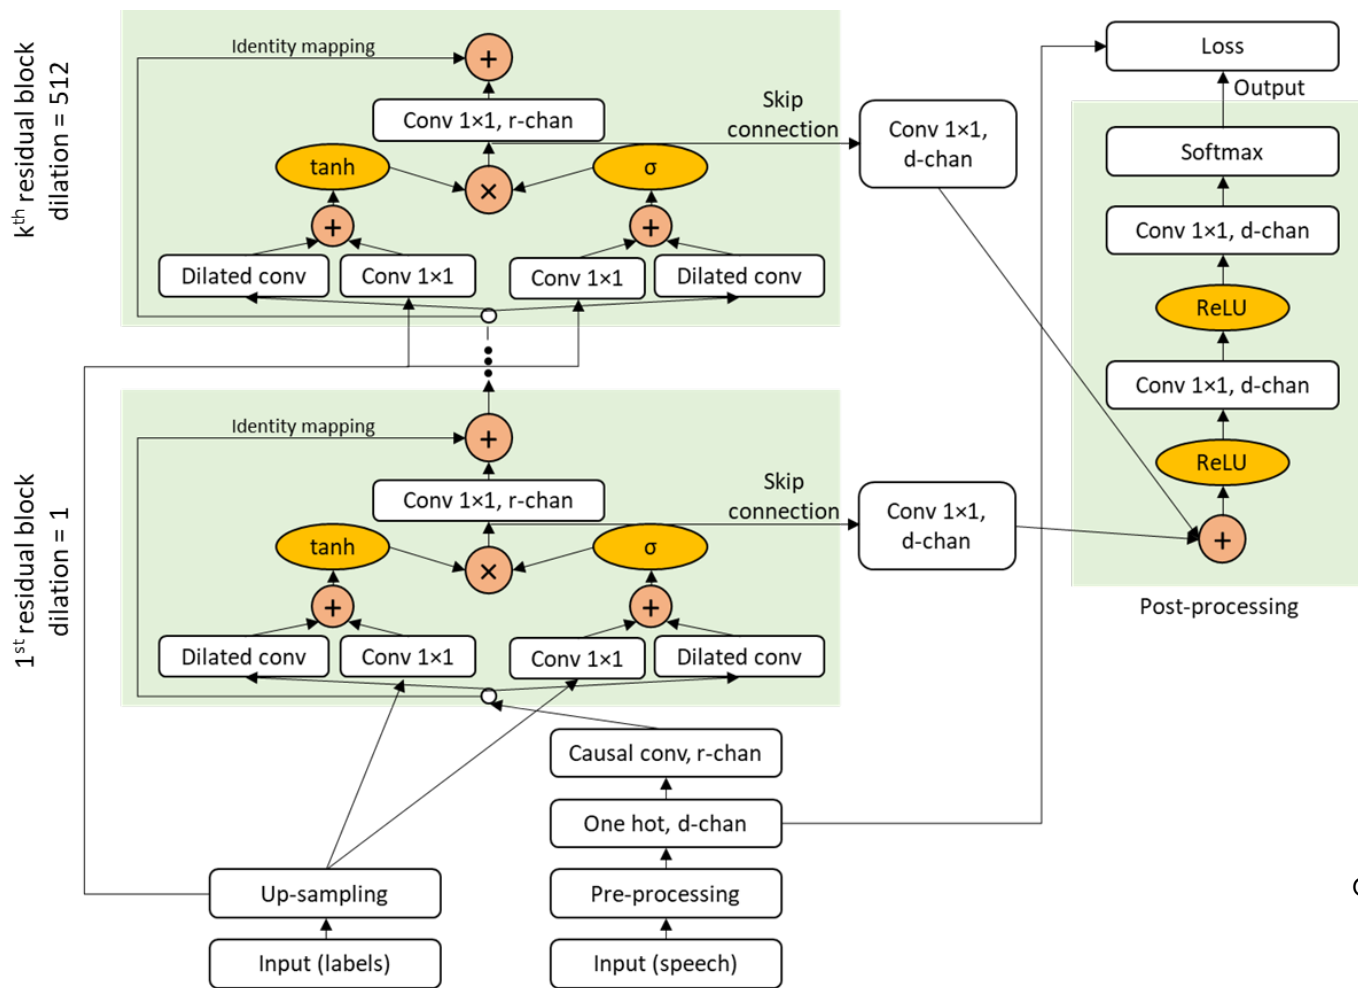 kth residual block
dilation = 512
Identity mapping
+
Conv 1×1, r-chan
Skip
connection
tanh
×
σ
+
+
Dilated conv
Conv 1×1
Conv 1×1
Dilated conv
Conv 1×1,
d-chan
1st residual block
dilation = 1
Identity mapping
+
Conv 1×1, r-chan
Skip
connection
tanh
×
σ
+
+
Dilated conv
Conv 1×1
Conv 1×1
Dilated conv
Conv 1×1,
d-chan
Loss
Output
Softmax
Conv 1×1, d-chan
ReLU
Conv 1×1, d-chan
ReLU
+
Post-processing
Causal conv, r-chan
One hot, d-chan
Up-sampling
Pre-processing
Input (labels)
Input (speech)